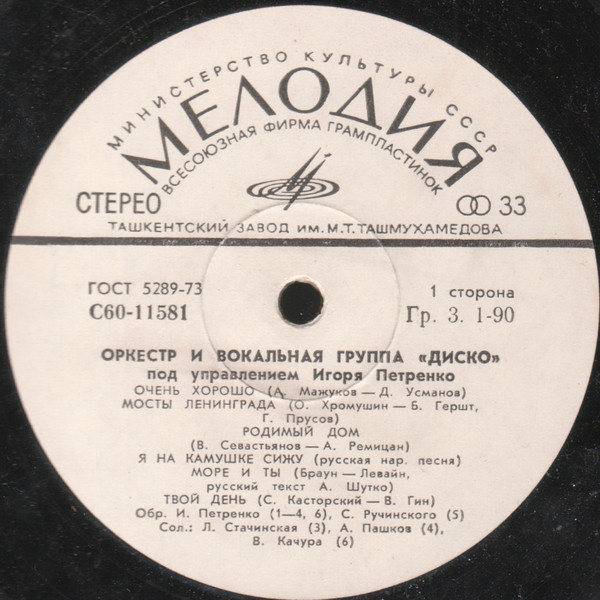 МИНИСТЕРСТВО КУЛЬТУРЫ СССР
МЕЛОДИЯ
ВСЕСОЮЗНАЯ ФИРМА ГРАМПЛАСТИНОК
СТЕРЕО
33
ТАШКЕНТСКИЙ ЗАВОД ИМ. М.Т. ТАШМУХАМЕДОВА
ГОСТ 5289-73
1 сторона
С60-11581
Гр. 3. 1-90
ОРКЕСТР И ВОКАЛЬНАЯ ГРУППА «ДИСКО»
под управлением Игоря Петренко
ОЧЕНЬ ХОРОШО (А. Мажуков — Д. Усманов)
МОСТЫ ЛЕНИНГРАДА (О. Хромушин — Б. Гершт,
Г. Прусов)
РОДИМЫЙ ДОМ
(В. Севастьянов — А. Ремицан)
Я НА КАМУШКЕ СИЖУ (русская нар. песня)
МОРЕ И ТЫ (Браун — Левайн,
русский текст А. Шутко)
ТВОЙ ДЕНЬ (С. Касторский — В. Гин)
Обр. И. Петренко (1—4, 6), С. Ручинского (5)
Сол.: Л. Стачинская (3), А. Пашков (4),
В. Качура (6)